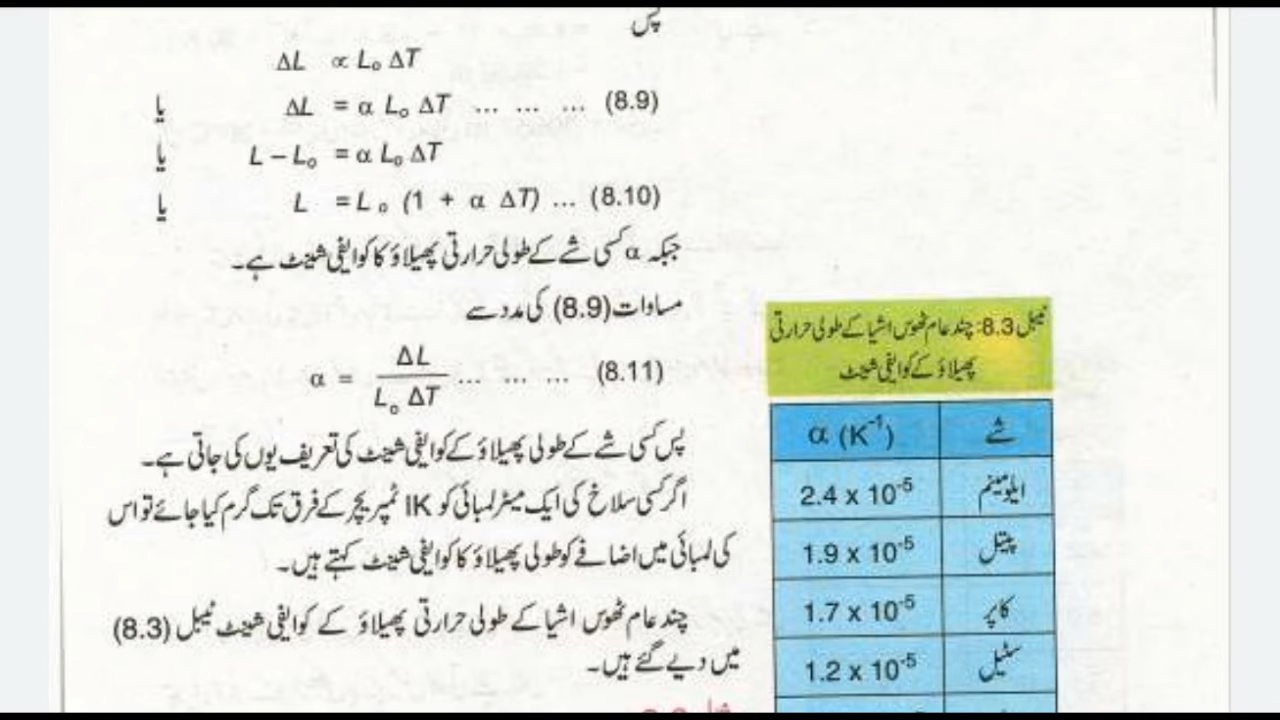 پس
ΔL ∝ L₀ ΔT
یا ΔL = α L₀ ΔT ... ... ... (8.9)
یا L – L₀ = α L₀ ΔT
یا L = L₀ (1 + α ΔT) ... (8.10)
جبکہ α کسی شے کے طولی حرارتی پھیلاؤ کا کوایفی شینٹ ہے۔
مساوات (8.9) کی مدد سے
α = ΔL / L₀ ΔT ... ... ... (8.11)
پس کسی شے کے طولی پھیلاؤ کے کوایفی شینٹ کی تعریف یوں کی جاتی ہے۔
اگر کسی سلاخ کی ایک میٹر لمبائی کو IK ٹمپریچر کے فرق تک گرم کیا جائے تو اس
کی لمبائی میں اضافے کو طولی پھیلاؤ کا کوایفی شینٹ کہتے ہیں۔
چند عام ٹھوس اشیا کے طولی حرارتی پھیلاؤ کے کوایفی شینٹ ٹیبل (8.3)
میں دیے گئے ہیں۔
ٹیبل 8.3: چند عام ٹھوس اشیا کے طولی حرارتی
پھیلاؤ کے کوایفی شینٹ
شے α (K⁻¹)
ایلومینم 2.4 x 10⁻⁵
پیتل 1.9 x 10⁻⁵
کاپر 1.7 x 10⁻⁵
سٹیل 1.2 x 10⁻⁵